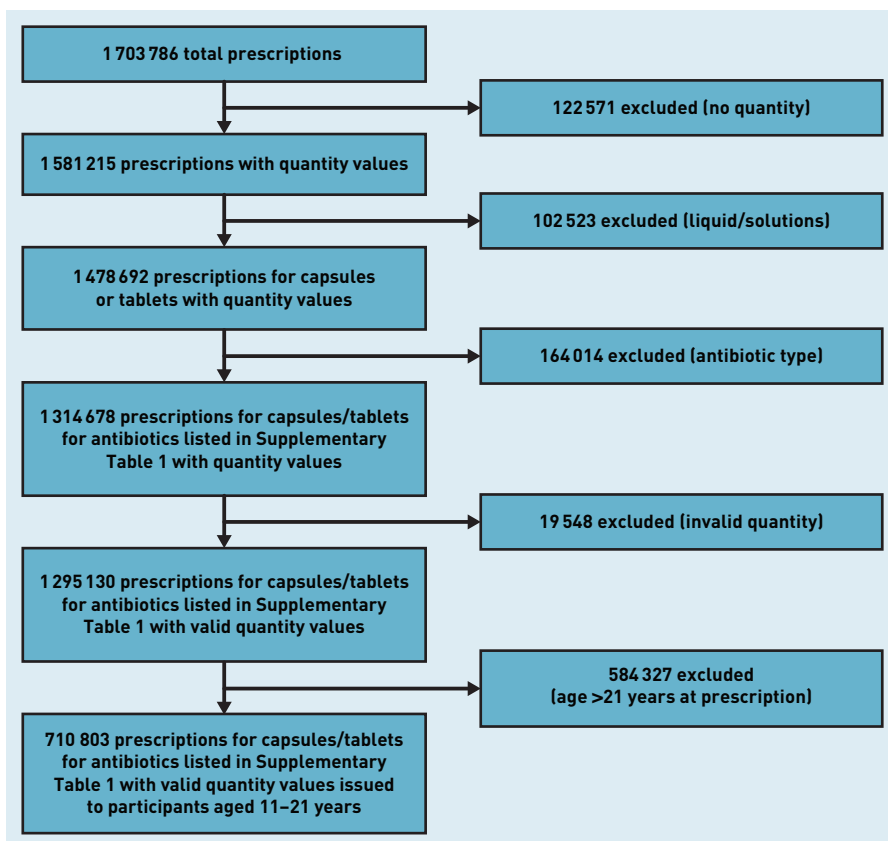 1 703 786 total prescriptions
122 571 excluded (no quantity)
1 581 215 prescriptions with quantity values
102 523 excluded (liquid/solutions)
1 478 692 prescriptions for capsules
or tablets with quantity values
164 014 excluded (antibiotic type)
1 314 678 prescriptions for capsules/tablets
for antibiotics listed in Supplementary
Table 1 with quantity values
19 548 excluded (invalid quantity)
1 295 130 prescriptions for capsules/tablets
for antibiotics listed in Supplementary
Table 1 with valid quantity values
584 327 excluded
(age >21 years at prescription)
710 803 prescriptions for capsules/tablets
for antibiotics listed in Supplementary
Table 1 with valid quantity values issued
to participants aged 11–21 years